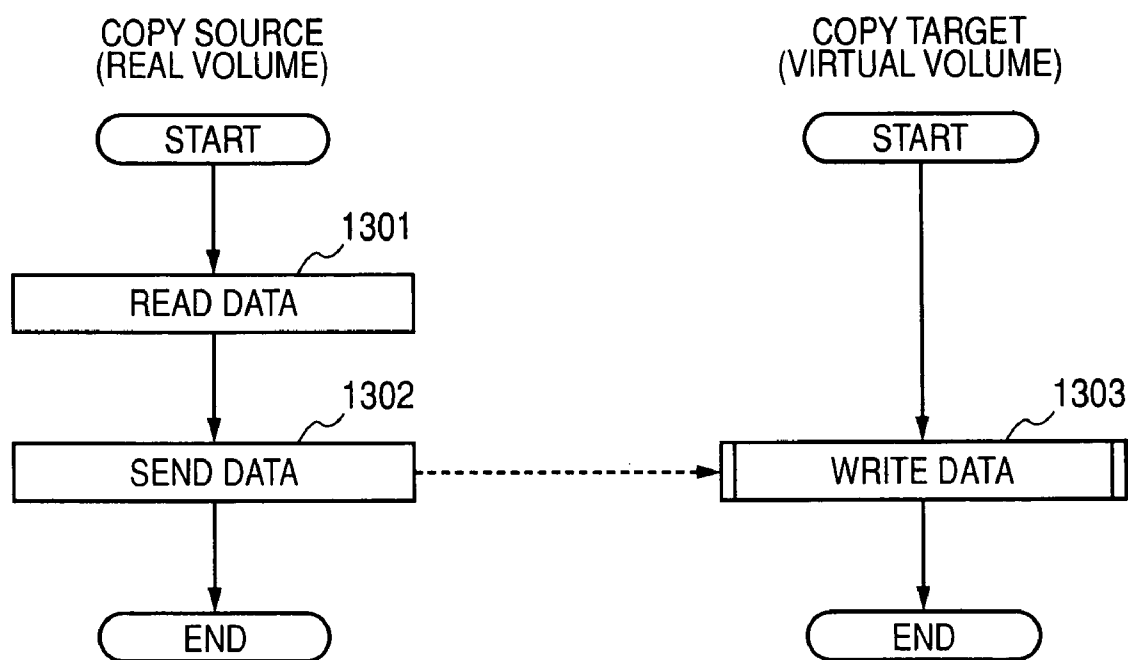 COPY SOURCE
(REAL VOLUME)
START
1301
READ DATA
1302
SEND DATA
END
COPY TARGET
(VIRTUAL VOLUME)
START
1303
WRITE DATA
END